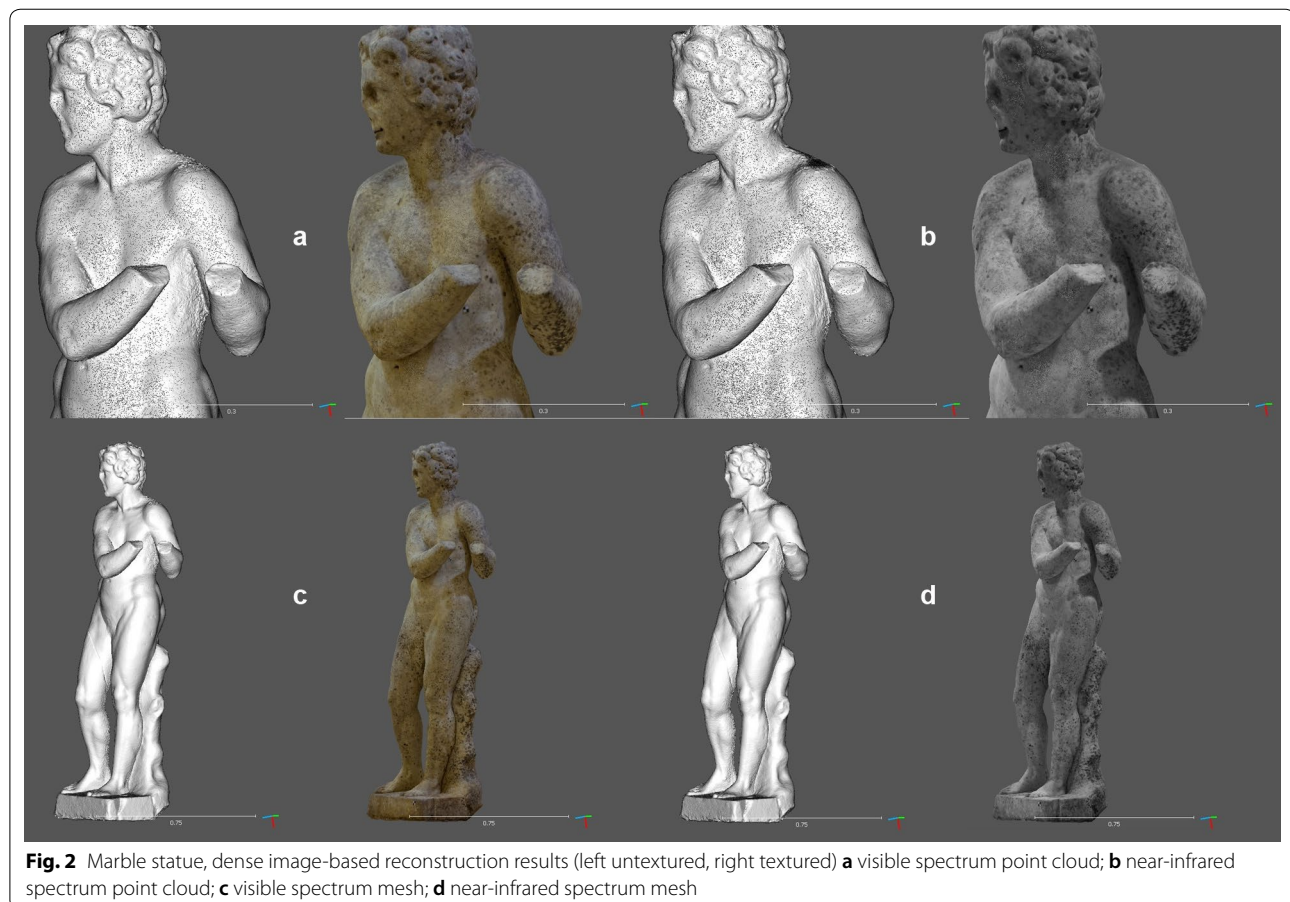 a
b
0.3
0.3
0.3
0.3
c
d
0.75
0.75
0.75
0.75
Fig. 2 Marble statue, dense image-based reconstruction results (left untextured, right textured) a visible spectrum point cloud; b near-infrared
spectrum point cloud; c visible spectrum mesh; d near-infrared spectrum mesh